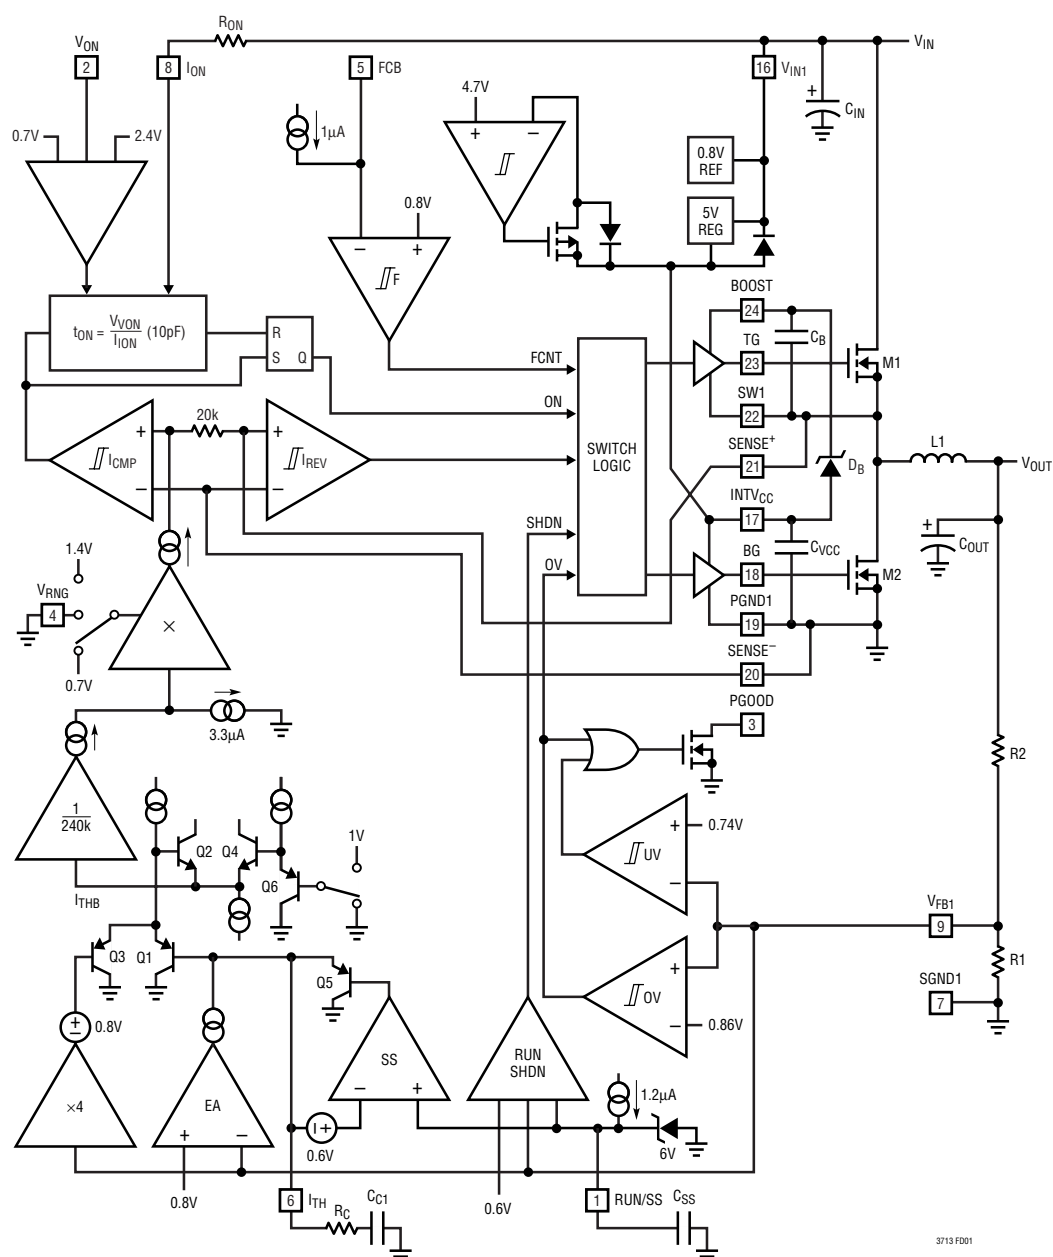 R_ON
V_ON
2
8 I_ON
5 FCB
16 V_IN1
V_IN
+
C_IN
4.7V
+ −
1µA
0.7V
2.4V
0.8V
REF
0.8V
5V
REG
− +
F
BOOST
24
C_B
t_ON = V_VON / I_ION (10pF)
R
S Q
TG
23
M1
FCNT
ON
SW1
22
20k
+ +
I_CMP
I_REV
− −
SWITCH
LOGIC
SENSE+
21
D_B
L1
V_OUT
INTV_CC
17
SHDN
+
C_OUT
C_VCC
OV
BG
18
M2
1.4V
V_RNG
4
×
PGND1
19
0.7V
SENSE−
20
PGOOD
3
3.3µA
R2
1
240k
Q2 Q4
1V
Q6
+ 0.74V
UV
−
I_THB
V_FB1
9
Q3 Q1
Q5
+
OV
− 0.86V
R1
SGND1
7
+
−
0.8V
×4
EA
+ −
SS
− +
RUN
SHDN
1.2µA
+
0.6V
6V
0.8V
6 I_TH
R_C
C_C1
0.6V
1 RUN/SS
C_SS
3713 FD01